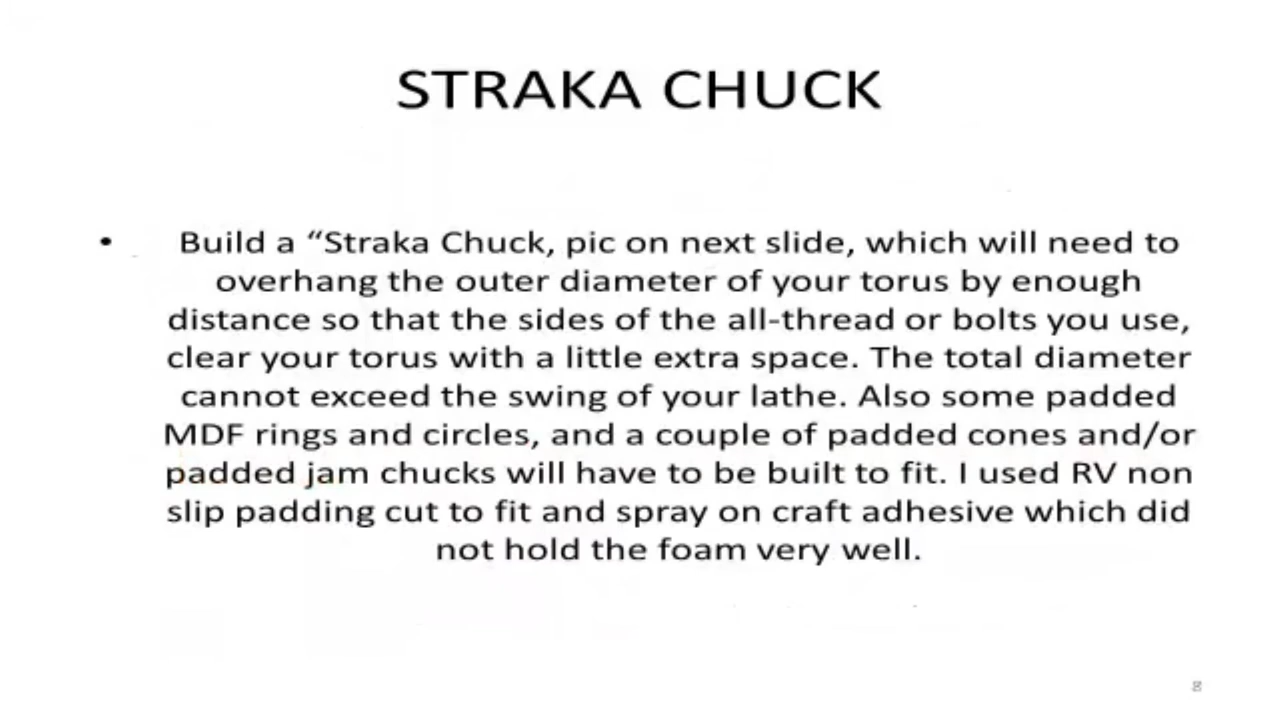 STRAKA CHUCK
• Build a “Straka Chuck, pic on next slide, which will need to
overhang the outer diameter of your torus by enough
distance so that the sides of the all-thread or bolts you use,
clear your torus with a little extra space. The total diameter
cannot exceed the swing of your lathe. Also some padded
MDF rings and circles, and a couple of padded cones and/or
padded jam chucks will have to be built to fit. I used RV non
slip padding cut to fit and spray on craft adhesive which did
not hold the foam very well.
8